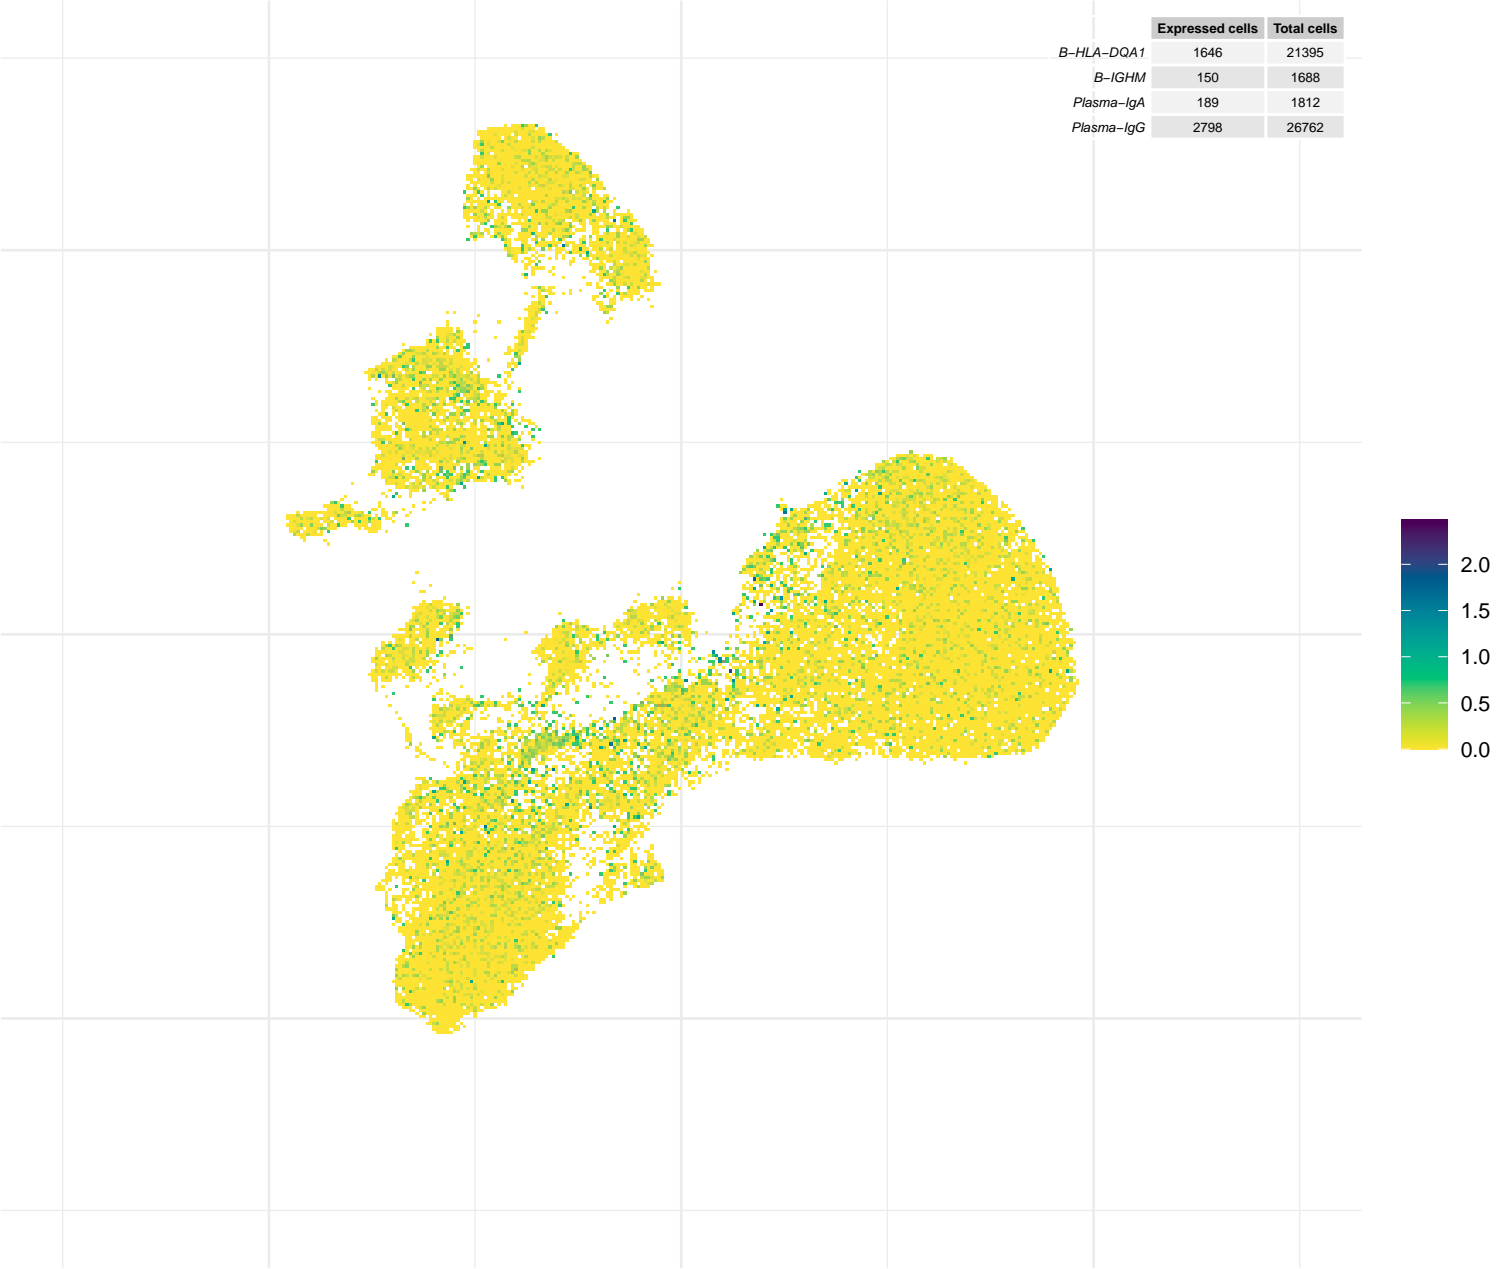 Expressed cells Total cells
B−HLA−DQA1 1646 21395
B−IGHM 150 1688
Plasma−IgA 189 1812
Plasma−IgG 2798 26762
2.0
1.5
1.0
0.5
0.0